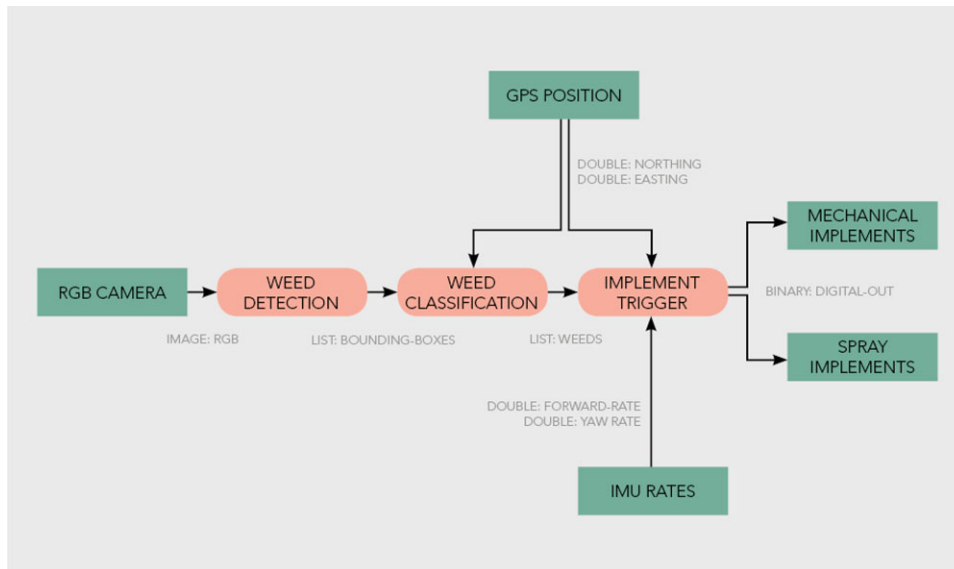 GPS POSITION
DOUBLE: NORTHING
DOUBLE: EASTING
MECHANICAL
IMPLEMENTS
RGB CAMERA
WEED
DETECTION
WEED
CLASSIFICATION
IMPLEMENT
TRIGGER
BINARY: DIGITAL-OUT
IMAGE: RGB
LIST: BOUNDING-BOXES
LIST: WEEDS
SPRAY
IMPLEMENTS
DOUBLE: FORWARD-RATE
DOUBLE: YAW RATE
IMU RATES